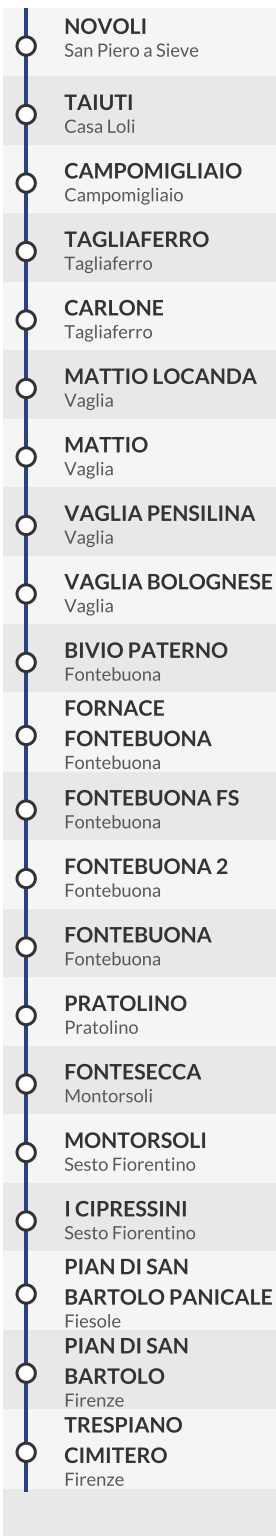 NOVOLI
San Piero a Sieve
TAIUTI
Casa Loli
CAMPOMIGLIAIO
Campomigliaio
TAGLIAFERRO
Tagliaferro
CARLONE
Tagliaferro
MATTIO LOCANDA
Vaglia
MATTIO
Vaglia
VAGLIA PENSILINA
Vaglia
VAGLIA BOLOGNESE
Vaglia
BIVIO PATERNO
Fontebuona
FORNACE
FONTEBUONA
Fontebuona
FONTEBUONA FS
Fontebuona
FONTEBUONA 2
Fontebuona
FONTEBUONA
Fontebuona
PRATOLINO
Pratolino
FONTESECCA
Montorsoli
MONTORSOLI
Sesto Fiorentino
I CIPRESSINI
Sesto Fiorentino
PIAN DI SAN
BARTOLO PANICALE
Fiesole
PIAN DI SAN
BARTOLO
Firenze
TRESPIANO
CIMITERO
Firenze